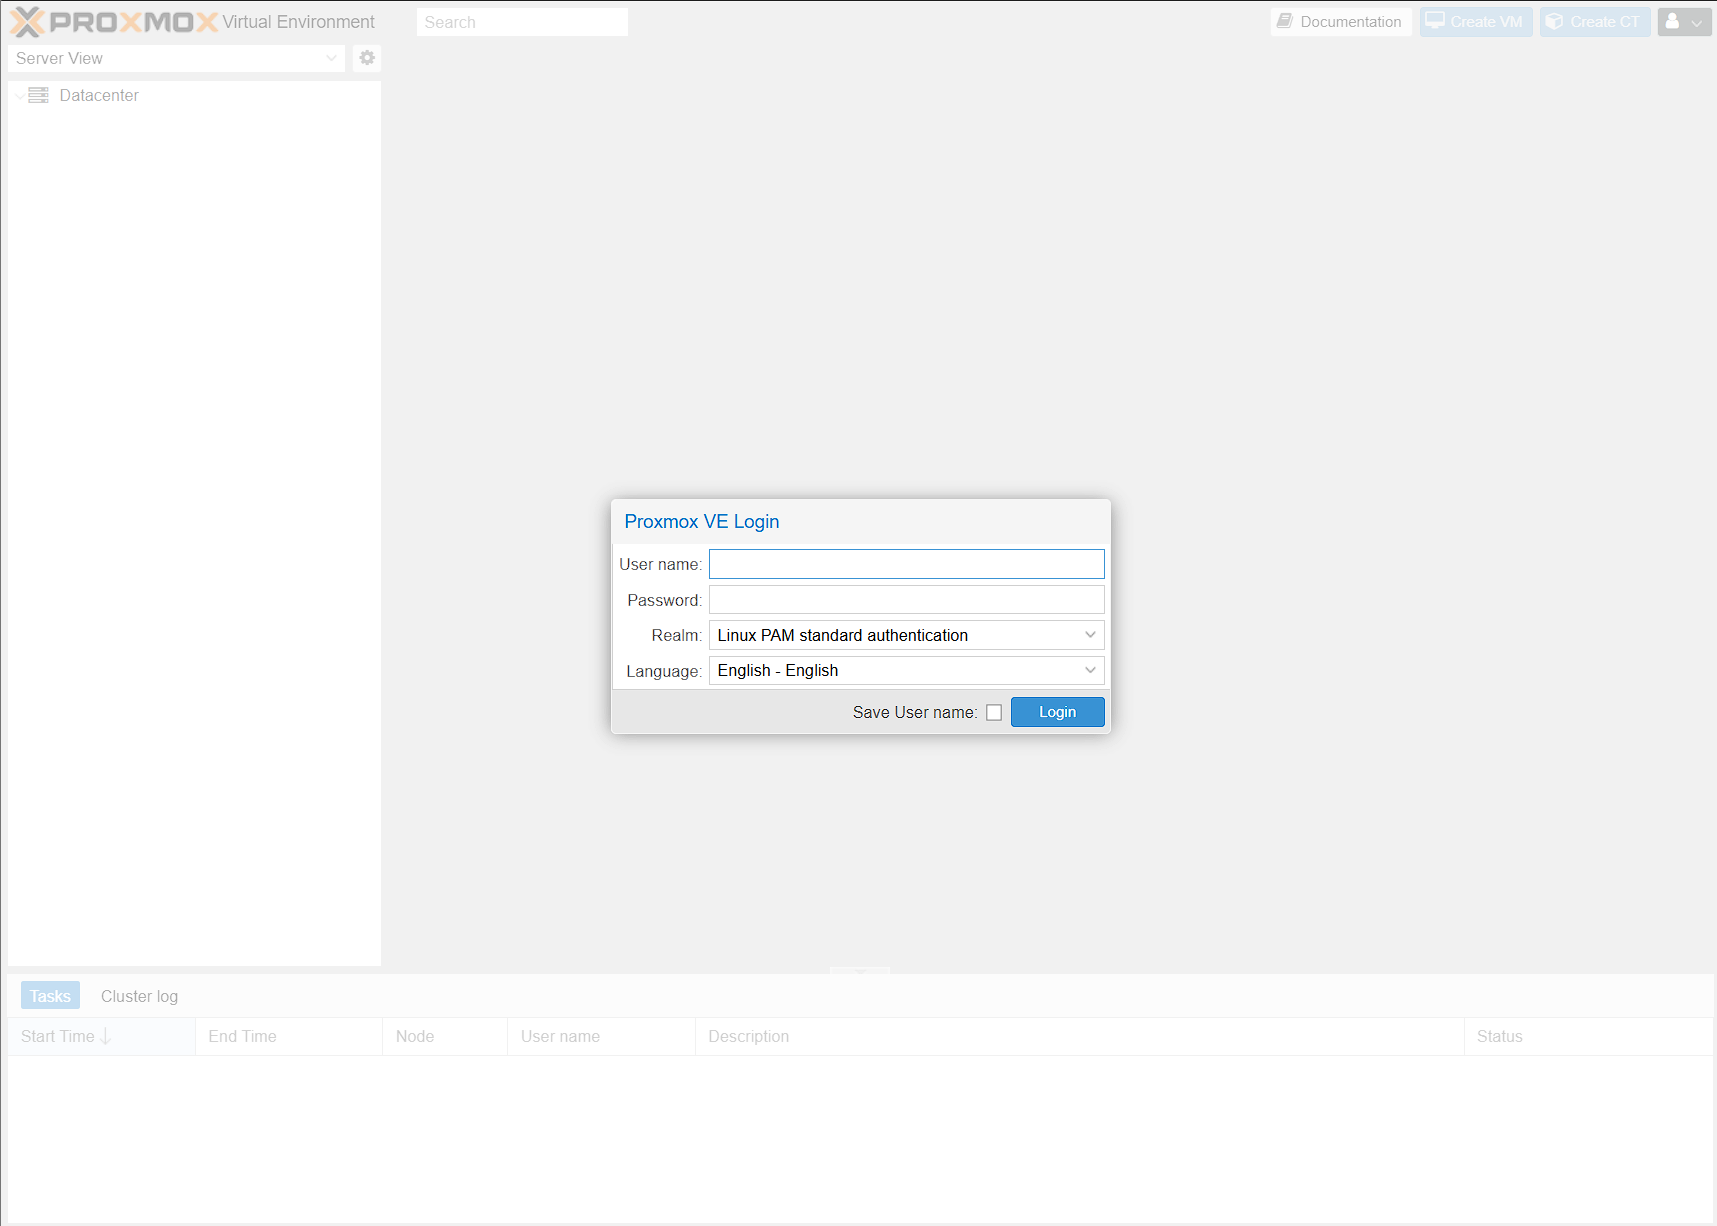 PROXMOX Virtual Environment
Search
Documentation
Create VM
Create CT
Server View
Datacenter
Proxmox VE Login
User name:
Password:
Realm: Linux PAM standard authentication
Language: English - English
Save User name:
Login
Tasks
Cluster log
Start Time
End Time
Node
User name
Description
Status